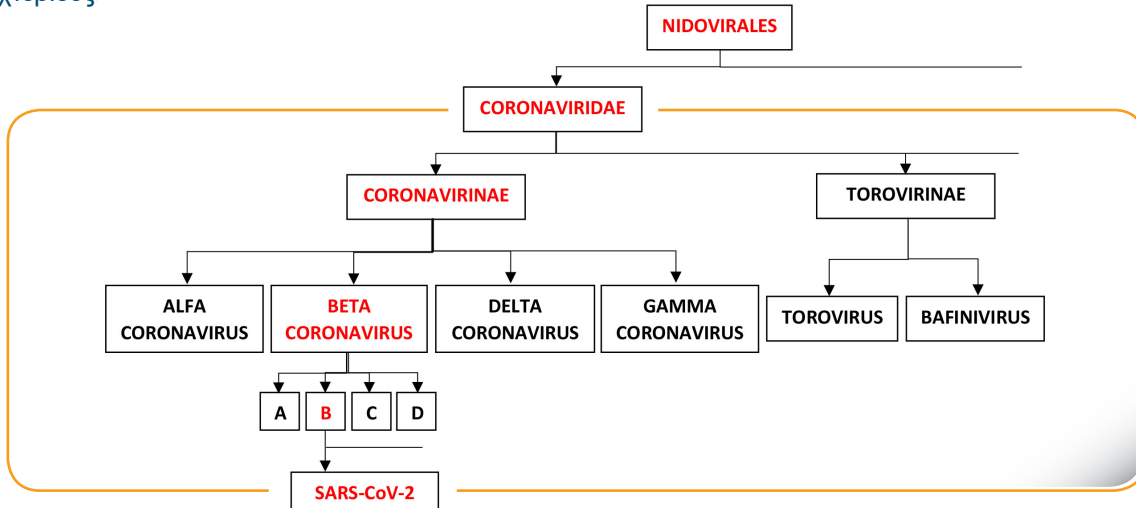 NIDOVIRALES
CORONAVIRIDAE
CORONAVIRINAE
TOROVIRINAE
ALFA
CORONAVIRUS
BETA
CORONAVIRUS
DELTA
CORONAVIRUS
GAMMA
CORONAVIRUS
TOROVIRUS
BAFINIVIRUS
A
B
C
D
SARS-CoV-2